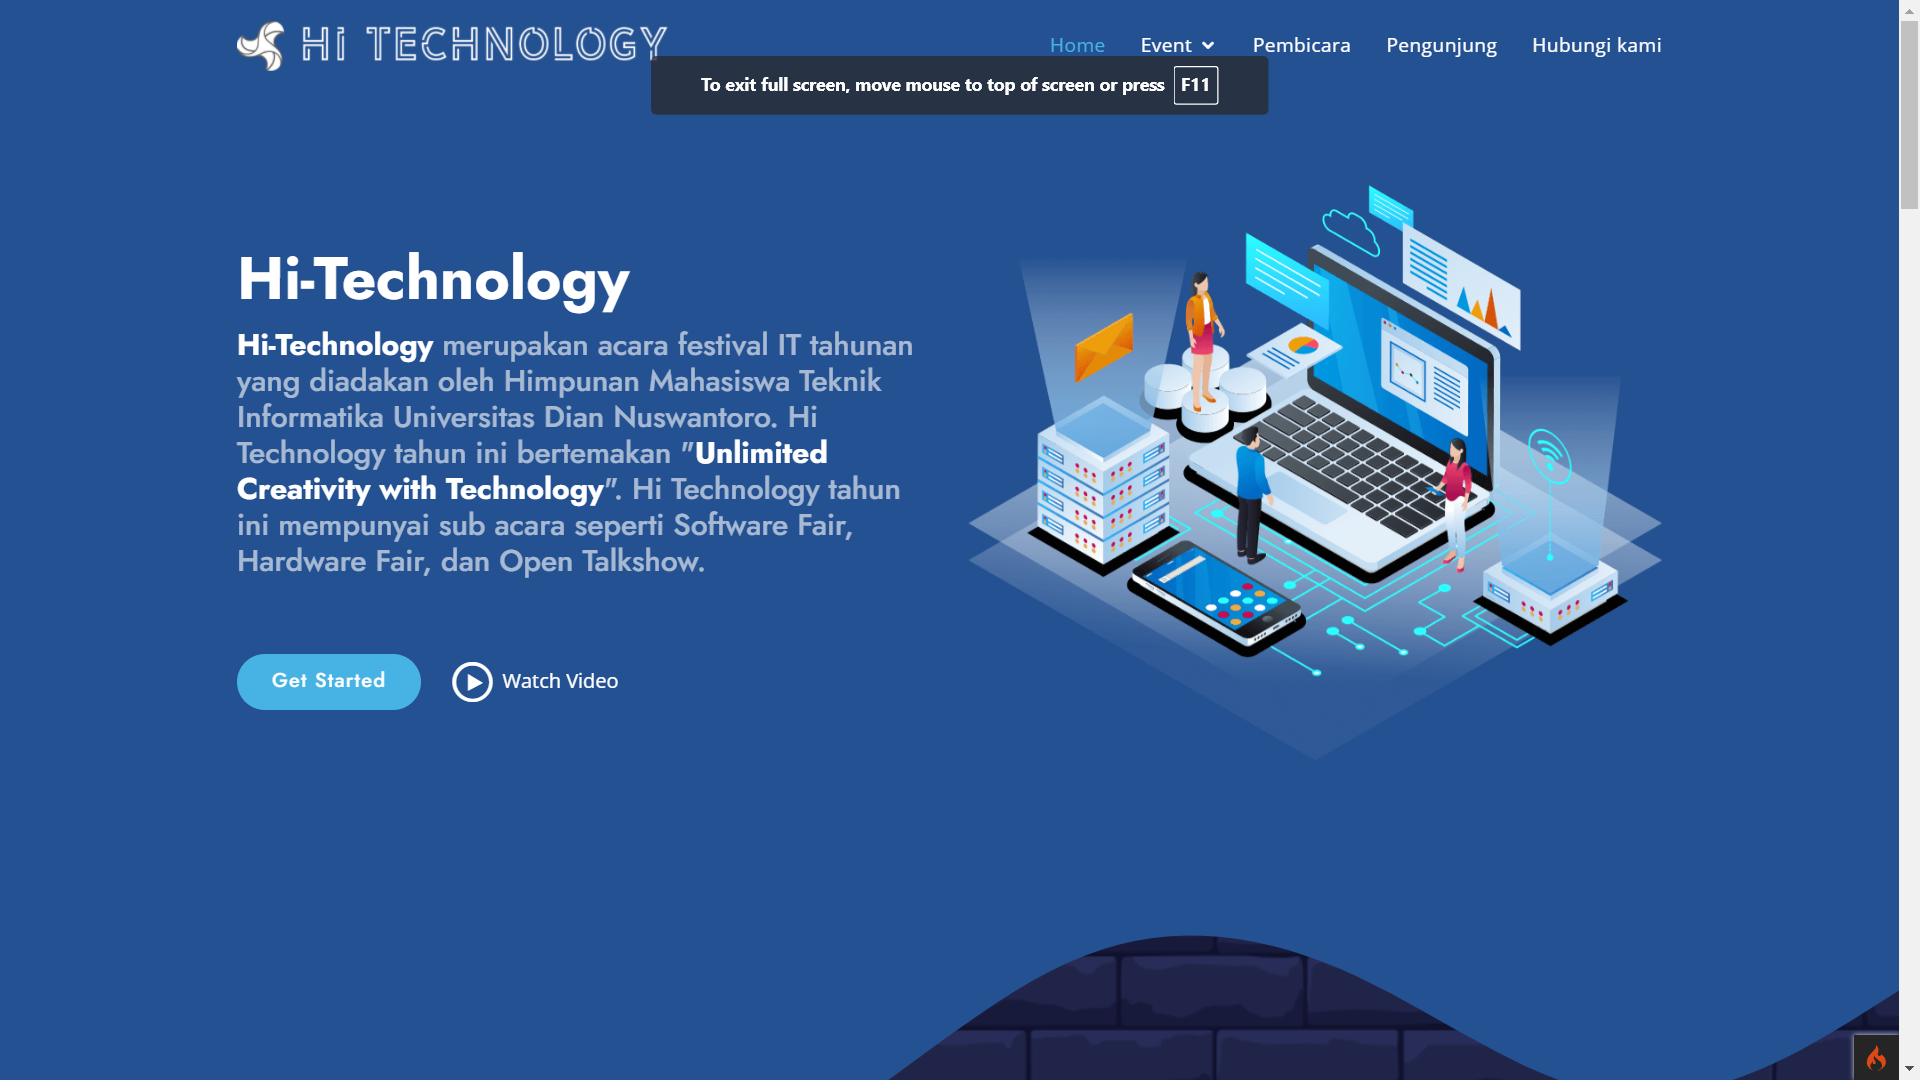 Hi TECHNOLOGY
Home Event Pembicara Pengunjung Hubungi kami
To exit full screen, move mouse to top of screen or press F11
Hi-Technology
Hi-Technology merupakan acara festival IT tahunan
yang diadakan oleh Himpunan Mahasiswa Teknik
Informatika Universitas Dian Nuswantoro. Hi
Technology tahun ini bertemakan "Unlimited
Creativity with Technology". Hi Technology tahun
ini mempunyai sub acara seperti Software Fair,
Hardware Fair, dan Open Talkshow.
Get Started
Watch Video